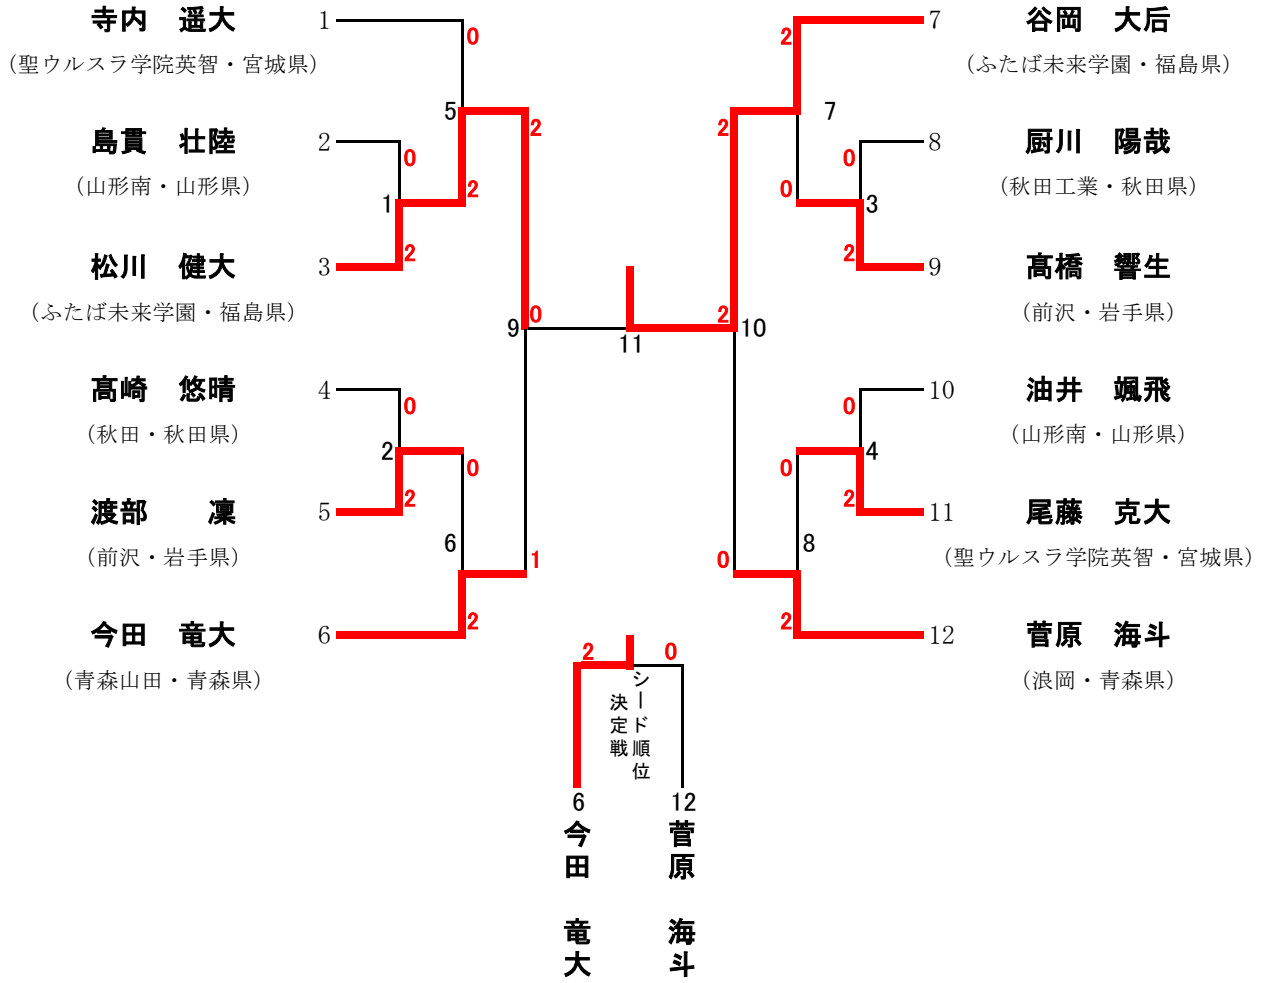 寺内　遥大 1
（聖ウルスラ学院英智・宮城県）
0
5
2
島貫　壮陸 2
（山形南・山形県）
0
1
2
松川　健大 3
（ふたば未来学園・福島県）
2
9
0
髙崎　悠晴 4
（秋田・秋田県）
0
2
0
渡部　　凜 5
（前沢・岩手県）
2
6
1
今田　竜大 6
（青森山田・青森県）
2
11
7 谷岡　大后
（ふたば未来学園・福島県）
2
2
7
8 厨川　陽哉
（秋田工業・秋田県）
0
0
3
9 髙橋　響生
（前沢・岩手県）
2
2
10
10 油井　颯飛
（山形南・山形県）
0
0
4
11 尾藤　克大
（聖ウルスラ学院英智・宮城県）
2
8
0
12 菅原　海斗
（浪岡・青森県）
2
2
0
シード順位
決定戦
6
今田　竜大
12
菅原　海斗